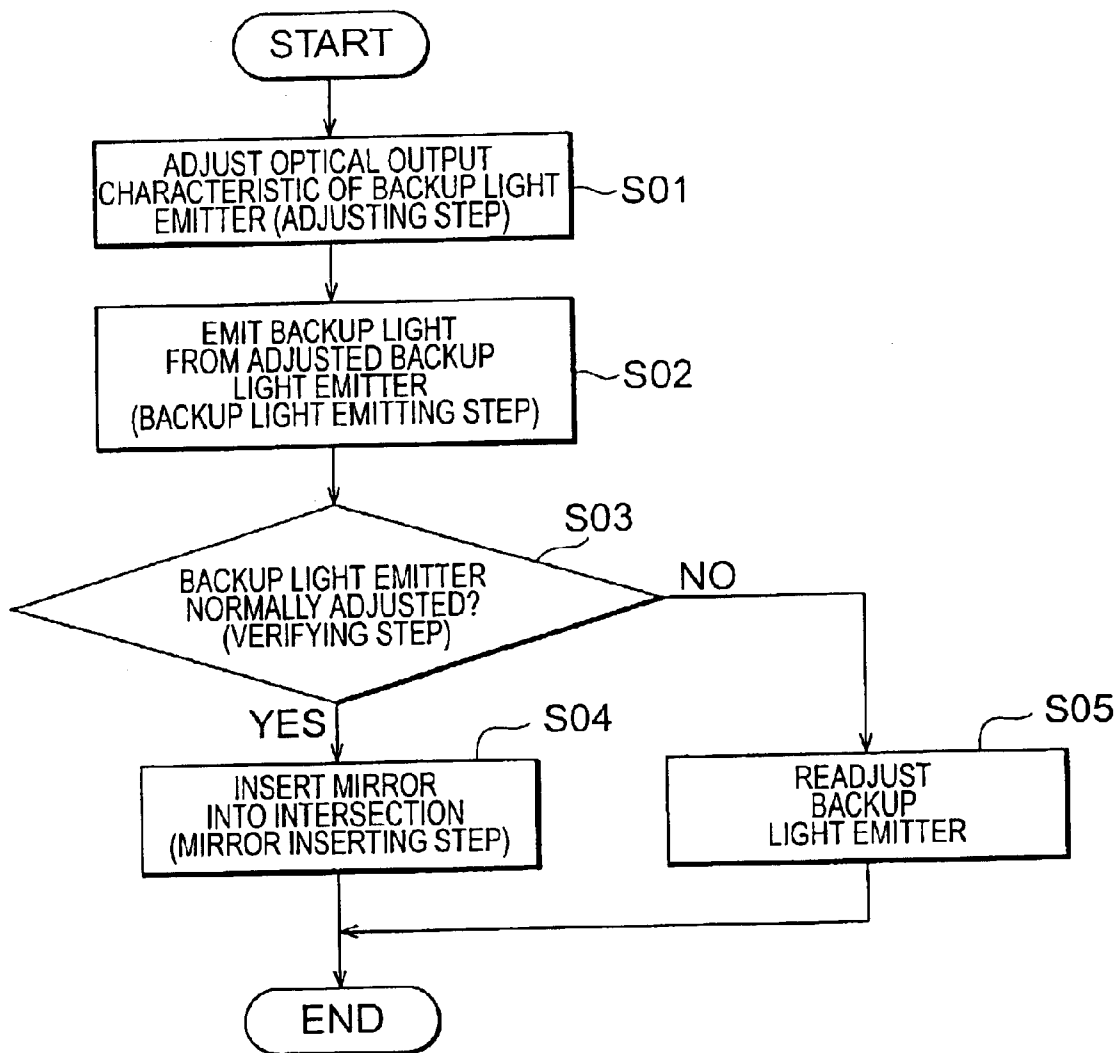 START
ADJUST OPTICAL OUTPUT
CHARACTERISTIC OF BACKUP LIGHT
EMITTER (ADJUSTING STEP)
S01
EMIT BACKUP LIGHT
FROM ADJUSTED BACKUP
LIGHT EMITTER
(BACKUP LIGHT EMITTING STEP)
S02
S03
BACKUP LIGHT EMITTER
NORMALLY ADJUSTED?
(VERIFYING STEP)
NO
YES
S04
INSERT MIRROR
INTO INTERSECTION
(MIRROR INSERTING STEP)
S05
READJUST
BACKUP
LIGHT EMITTER
END